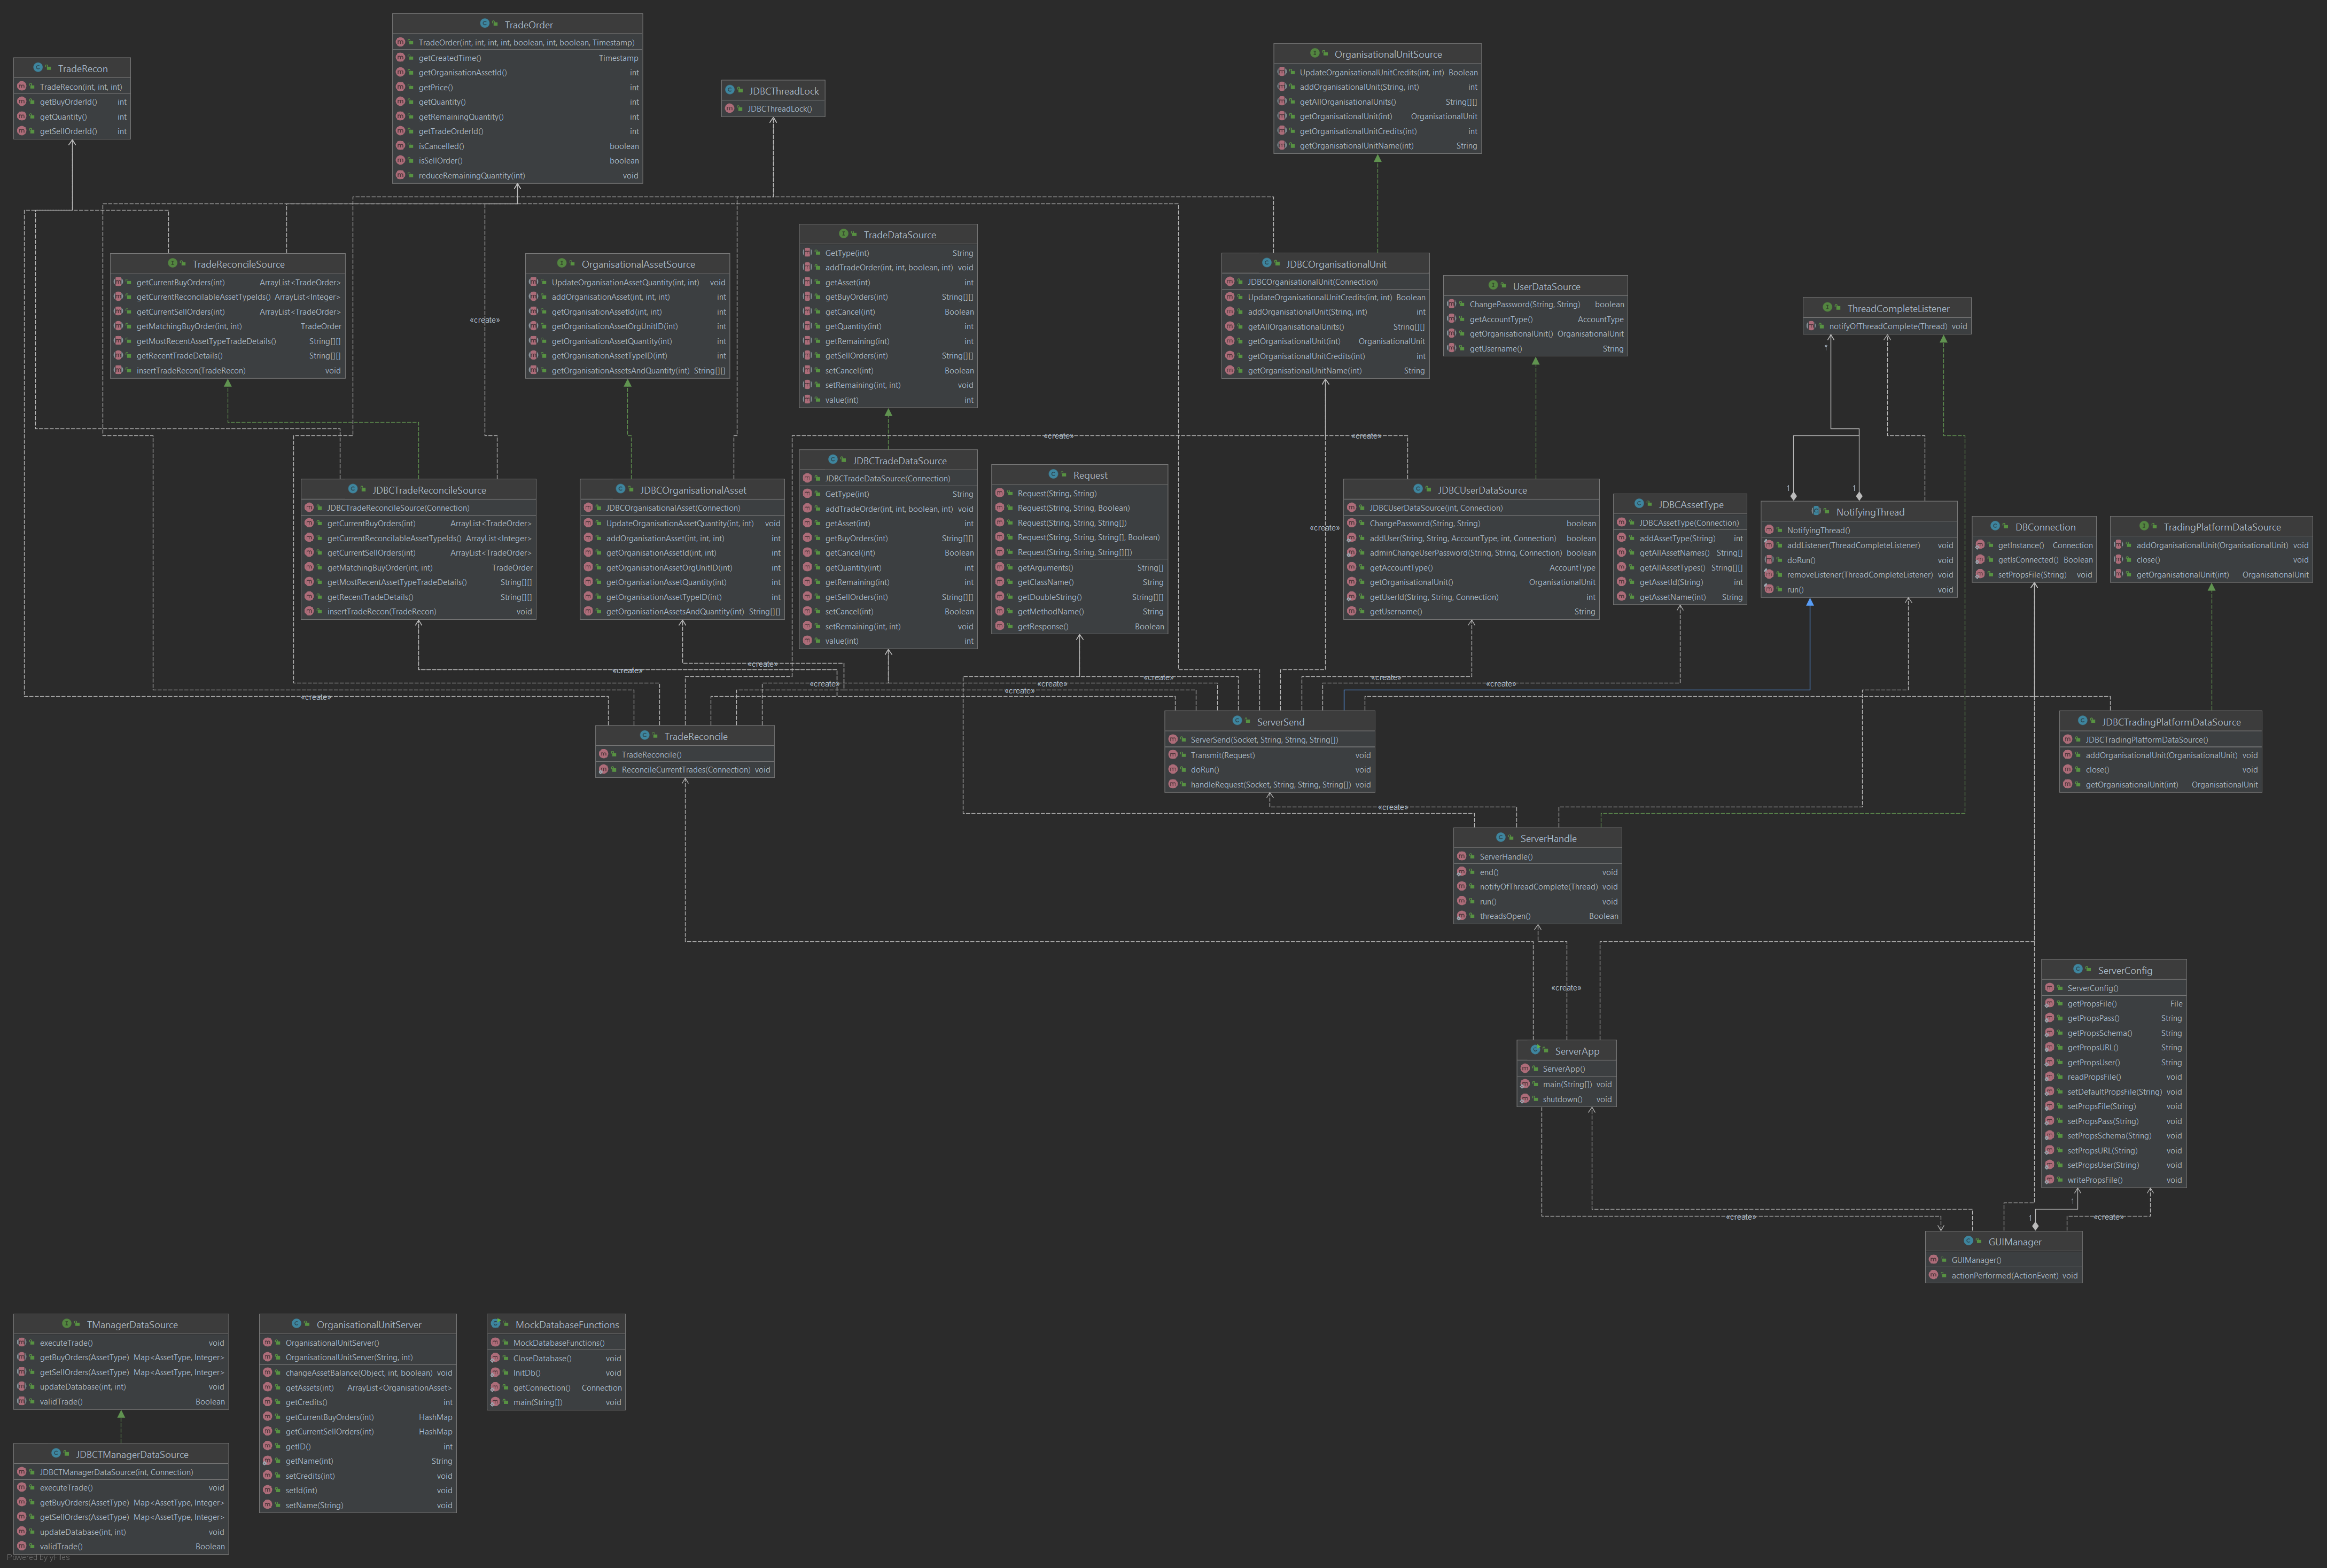 TradeOrder
TradeOrder(int, int, int, int, boolean, int, boolean, Timestamp)
getCreatedTime() Timestamp
getOrganisationAssetId() int
getPrice() int
getQuantity() int
getRemainingQuantity() int
getTradeOrderId() int
isCancelled() boolean
isSellOrder() boolean
reduceRemainingQuantity(int) void
TradeRecon
TradeRecon(int, int, int)
getBuyOrderId() int
getQuantity() int
getSellOrderId() int
JDBCThreadLock
JDBCThreadLock()
OrganisationalUnitSource
UpdateOrganisationalUnitCredits(int, int) Boolean
addOrganisationalUnit(String, int) int
getAllOrganisationalUnits() String[][]
getOrganisationalUnit(int) OrganisationalUnit
getOrganisationalUnitCredits(int) int
getOrganisationalUnitName(int) String
TradeReconcileSource
getCurrentBuyOrders(int) ArrayList<TradeOrder>
getCurrentReconcilableAssetTypeIds() ArrayList<Integer>
getCurrentSellOrders(int) ArrayList<TradeOrder>
getMatchingBuyOrder(int, int) TradeOrder
getMostRecentAssetTypeTradeDetails() String[][]
getRecentTradeDetails() String[][]
insertTradeRecon(TradeRecon) void
«create»
OrganisationalAssetSource
UpdateOrganisationAssetQuantity(int, int) void
addOrganisationAsset(int, int, int) int
getOrganisationAssetId(int, int) int
getOrganisationAssetOrgUnitID(int) int
getOrganisationAssetQuantity(int) int
getOrganisationAssetTypeID(int) int
getOrganisationAssetsAndQuantity(int) String[][]
TradeDataSource
GetType(int) String
addTradeOrder(int, int, boolean, int) void
getAsset(int) int
getBuyOrders(int) String[][]
getCancel(int) Boolean
getQuantity(int) int
getRemaining(int) int
getSellOrders(int) String[][]
setCancel(int) Boolean
setRemaining(int, int) void
value(int) int
JDBCOrganisationalUnit
JDBCOrganisationalUnit(Connection)
UpdateOrganisationalUnitCredits(int, int) Boolean
addOrganisationalUnit(String, int) int
getAllOrganisationalUnits() String[][]
getOrganisationalUnit(int) OrganisationalUnit
getOrganisationalUnitCredits(int) int
getOrganisationalUnitName(int) String
UserDataSource
ChangePassword(String, String) boolean
getAccountType() AccountType
getOrganisationalUnit() OrganisationalUnit
getUsername() String
ThreadCompleteListener
notifyOfThreadComplete(Thread) void
1
«create»
«create»
JDBCTradeReconcileSource
JDBCTradeReconcileSource(Connection)
getCurrentBuyOrders(int) ArrayList<TradeOrder>
getCurrentReconcilableAssetTypeIds() ArrayList<Integer>
getCurrentSellOrders(int) ArrayList<TradeOrder>
getMatchingBuyOrder(int, int) TradeOrder
getMostRecentAssetTypeTradeDetails() String[][]
getRecentTradeDetails() String[][]
insertTradeRecon(TradeRecon) void
JDBCOrganisationalAsset
JDBCOrganisationalAsset(Connection)
UpdateOrganisationAssetQuantity(int, int) void
addOrganisationAsset(int, int, int) int
getOrganisationAssetId(int, int) int
getOrganisationAssetOrgUnitID(int) int
getOrganisationAssetQuantity(int) int
getOrganisationAssetTypeID(int) int
getOrganisationAssetsAndQuantity(int) String[][]
JDBCTradeDataSource
JDBCTradeDataSource(Connection)
GetType(int) String
addTradeOrder(int, int, boolean, int) void
getAsset(int) int
getBuyOrders(int) String[][]
getCancel(int) Boolean
getQuantity(int) int
getRemaining(int) int
getSellOrders(int) String[][]
setCancel(int) Boolean
setRemaining(int, int) void
value(int) int
Request
Request(String, String)
Request(String, String, Boolean)
Request(String, String, String[])
Request(String, String, String[], Boolean)
Request(String, String, String[][])
getArguments() String[]
getClassName() String
getDoubleString() String[][]
getMethodName() String
getResponse() Boolean
«create»
JDBCUserDataSource
JDBCUserDataSource(int, Connection)
ChangePassword(String, String) boolean
addUser(String, String, AccountType, int, Connection) boolean
adminChangeUserPassword(String, String, Connection) boolean
getAccountType() AccountType
getOrganisationalUnit() OrganisationalUnit
getUserId(String, String, Connection) int
getUsername() String
JDBCAssetType
JDBCAssetType(Connection)
addAssetType(String) int
getAllAssetNames() String[]
getAllAssetTypes() String[][]
getAssetId(String) int
getAssetName(int) String
1
1
NotifyingThread
NotifyingThread()
addListener(ThreadCompleteListener) void
doRun() void
removeListener(ThreadCompleteListener) void
run() void
DBConnection
getInstance() Connection
getIsConnected() Boolean
setPropsFile(String) void
TradingPlatformDataSource
addOrganisationalUnit(OrganisationalUnit) void
close() void
getOrganisationalUnit(int) OrganisationalUnit
«create»
«create»
«create»
«create»
«create»
«create»
«create»
«create»
«create»
«create»
TradeReconcile
TradeReconcile()
ReconcileCurrentTrades(Connection) void
ServerSend
ServerSend(Socket, String, String, String[])
Transmit(Request) void
doRun() void
handleRequest(Socket, String, String, String[]) void
JDBCTradingPlatformDataSource
JDBCTradingPlatformDataSource()
addOrganisationalUnit(OrganisationalUnit) void
close() void
getOrganisationalUnit(int) OrganisationalUnit
«create»
ServerHandle
ServerHandle()
end() void
notifyOfThreadComplete(Thread) void
run() void
threadsOpen() Boolean
«create»
ServerConfig
ServerConfig()
getPropsFile() File
getPropsPass() String
getPropsSchema() String
getPropsURL() String
getPropsUser() String
readPropsFile() void
setDefaultPropsFile(String) void
setPropsFile(String) void
setPropsPass(String) void
setPropsSchema(String) void
setPropsURL(String) void
setPropsUser(String) void
writePropsFile() void
ServerApp
ServerApp()
main(String[]) void
shutdown() void
1
«create»
1
«create»
GUIManager
GUIManager()
actionPerformed(ActionEvent) void
TManagerDataSource
executeTrade() void
getBuyOrders(AssetType) Map<AssetType, Integer>
getSellOrders(AssetType) Map<AssetType, Integer>
updateDatabase(int, int) void
validTrade() Boolean
OrganisationalUnitServer
OrganisationalUnitServer()
OrganisationalUnitServer(String, int)
changeAssetBalance(Object, int, boolean) void
getAssets(int) ArrayList<OrganisationAsset>
getCredits() int
getCurrentBuyOrders(int) HashMap
getCurrentSellOrders(int) HashMap
getID() int
getName(int) String
setCredits(int) void
setId(int) void
setName(String) void
MockDatabaseFunctions
MockDatabaseFunctions()
CloseDatabase() void
InitDb() void
getConnection() Connection
main(String[]) void
JDBCTManagerDataSource
JDBCTManagerDataSource(int, Connection)
executeTrade() void
getBuyOrders(AssetType) Map<AssetType, Integer>
getSellOrders(AssetType) Map<AssetType, Integer>
updateDatabase(int, int) void
validTrade() Boolean
Powered by yFiles